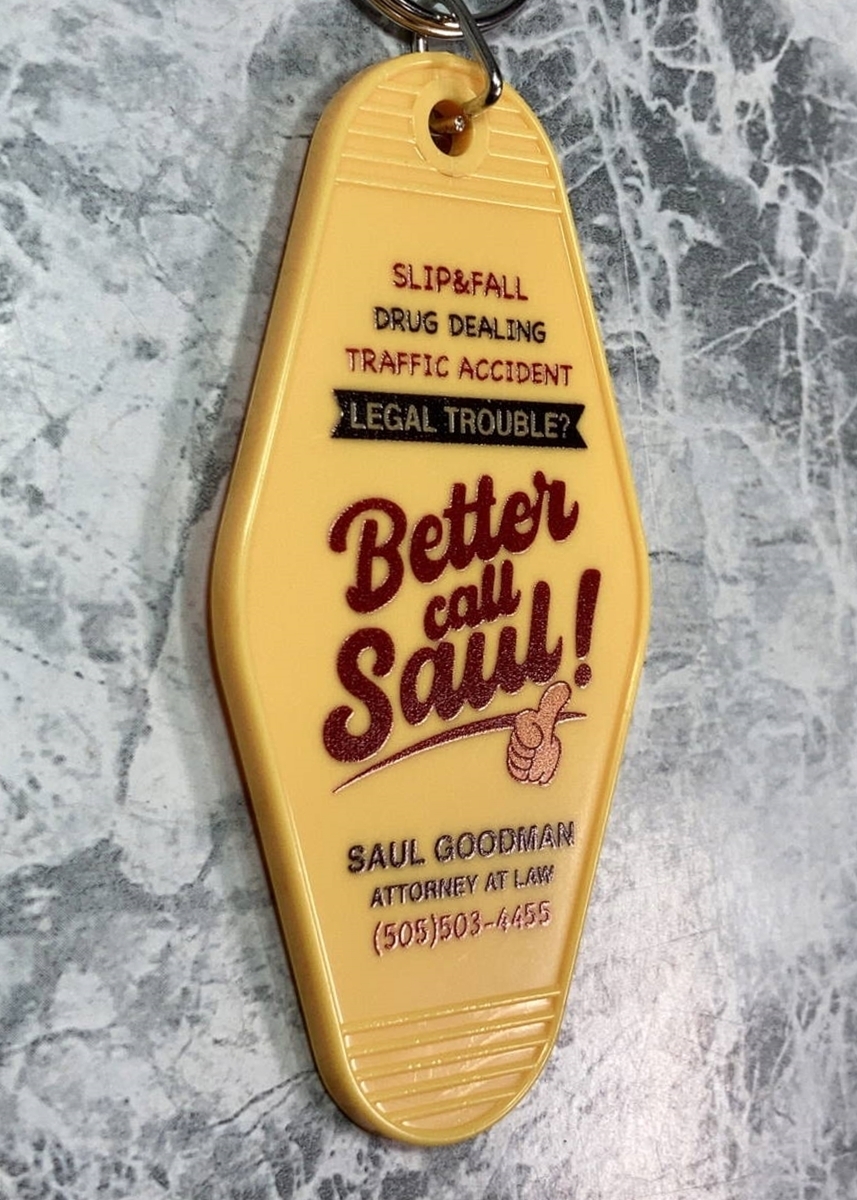 SLIP&FALL
DRUG DEALING
TRAFFIC ACCIDENT
LEGAL TROUBLE?
Better
call
Saul!
SAUL GOODMAN
ATTORNEY AT LAW
(505)503-4455